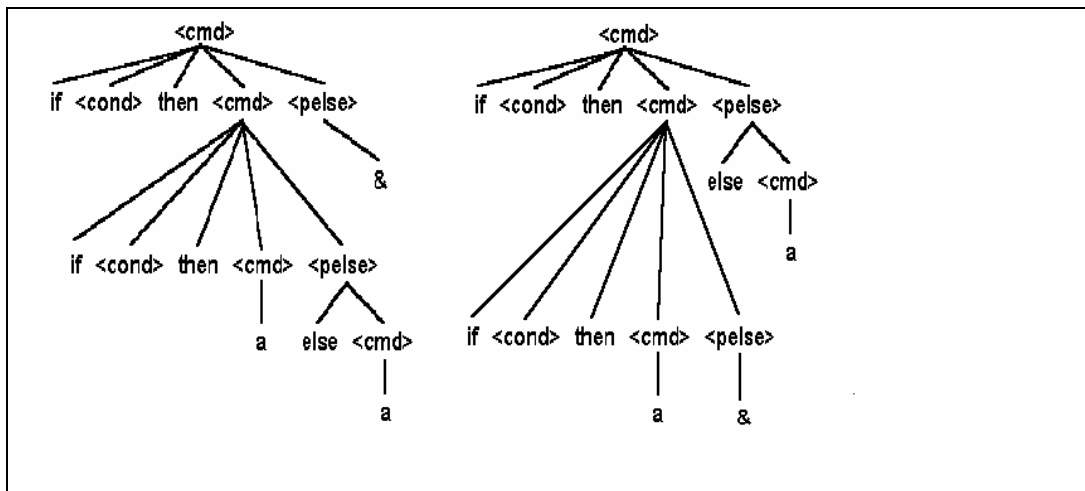 <cmd> <cmd>
if <cond> then <cmd> <pelse> if <cond> then <cmd> <pelse>
& else <cmd>
if <cond> then <cmd> <pelse> a
a else <cmd> if <cond> then <cmd> <pelse>
a a &